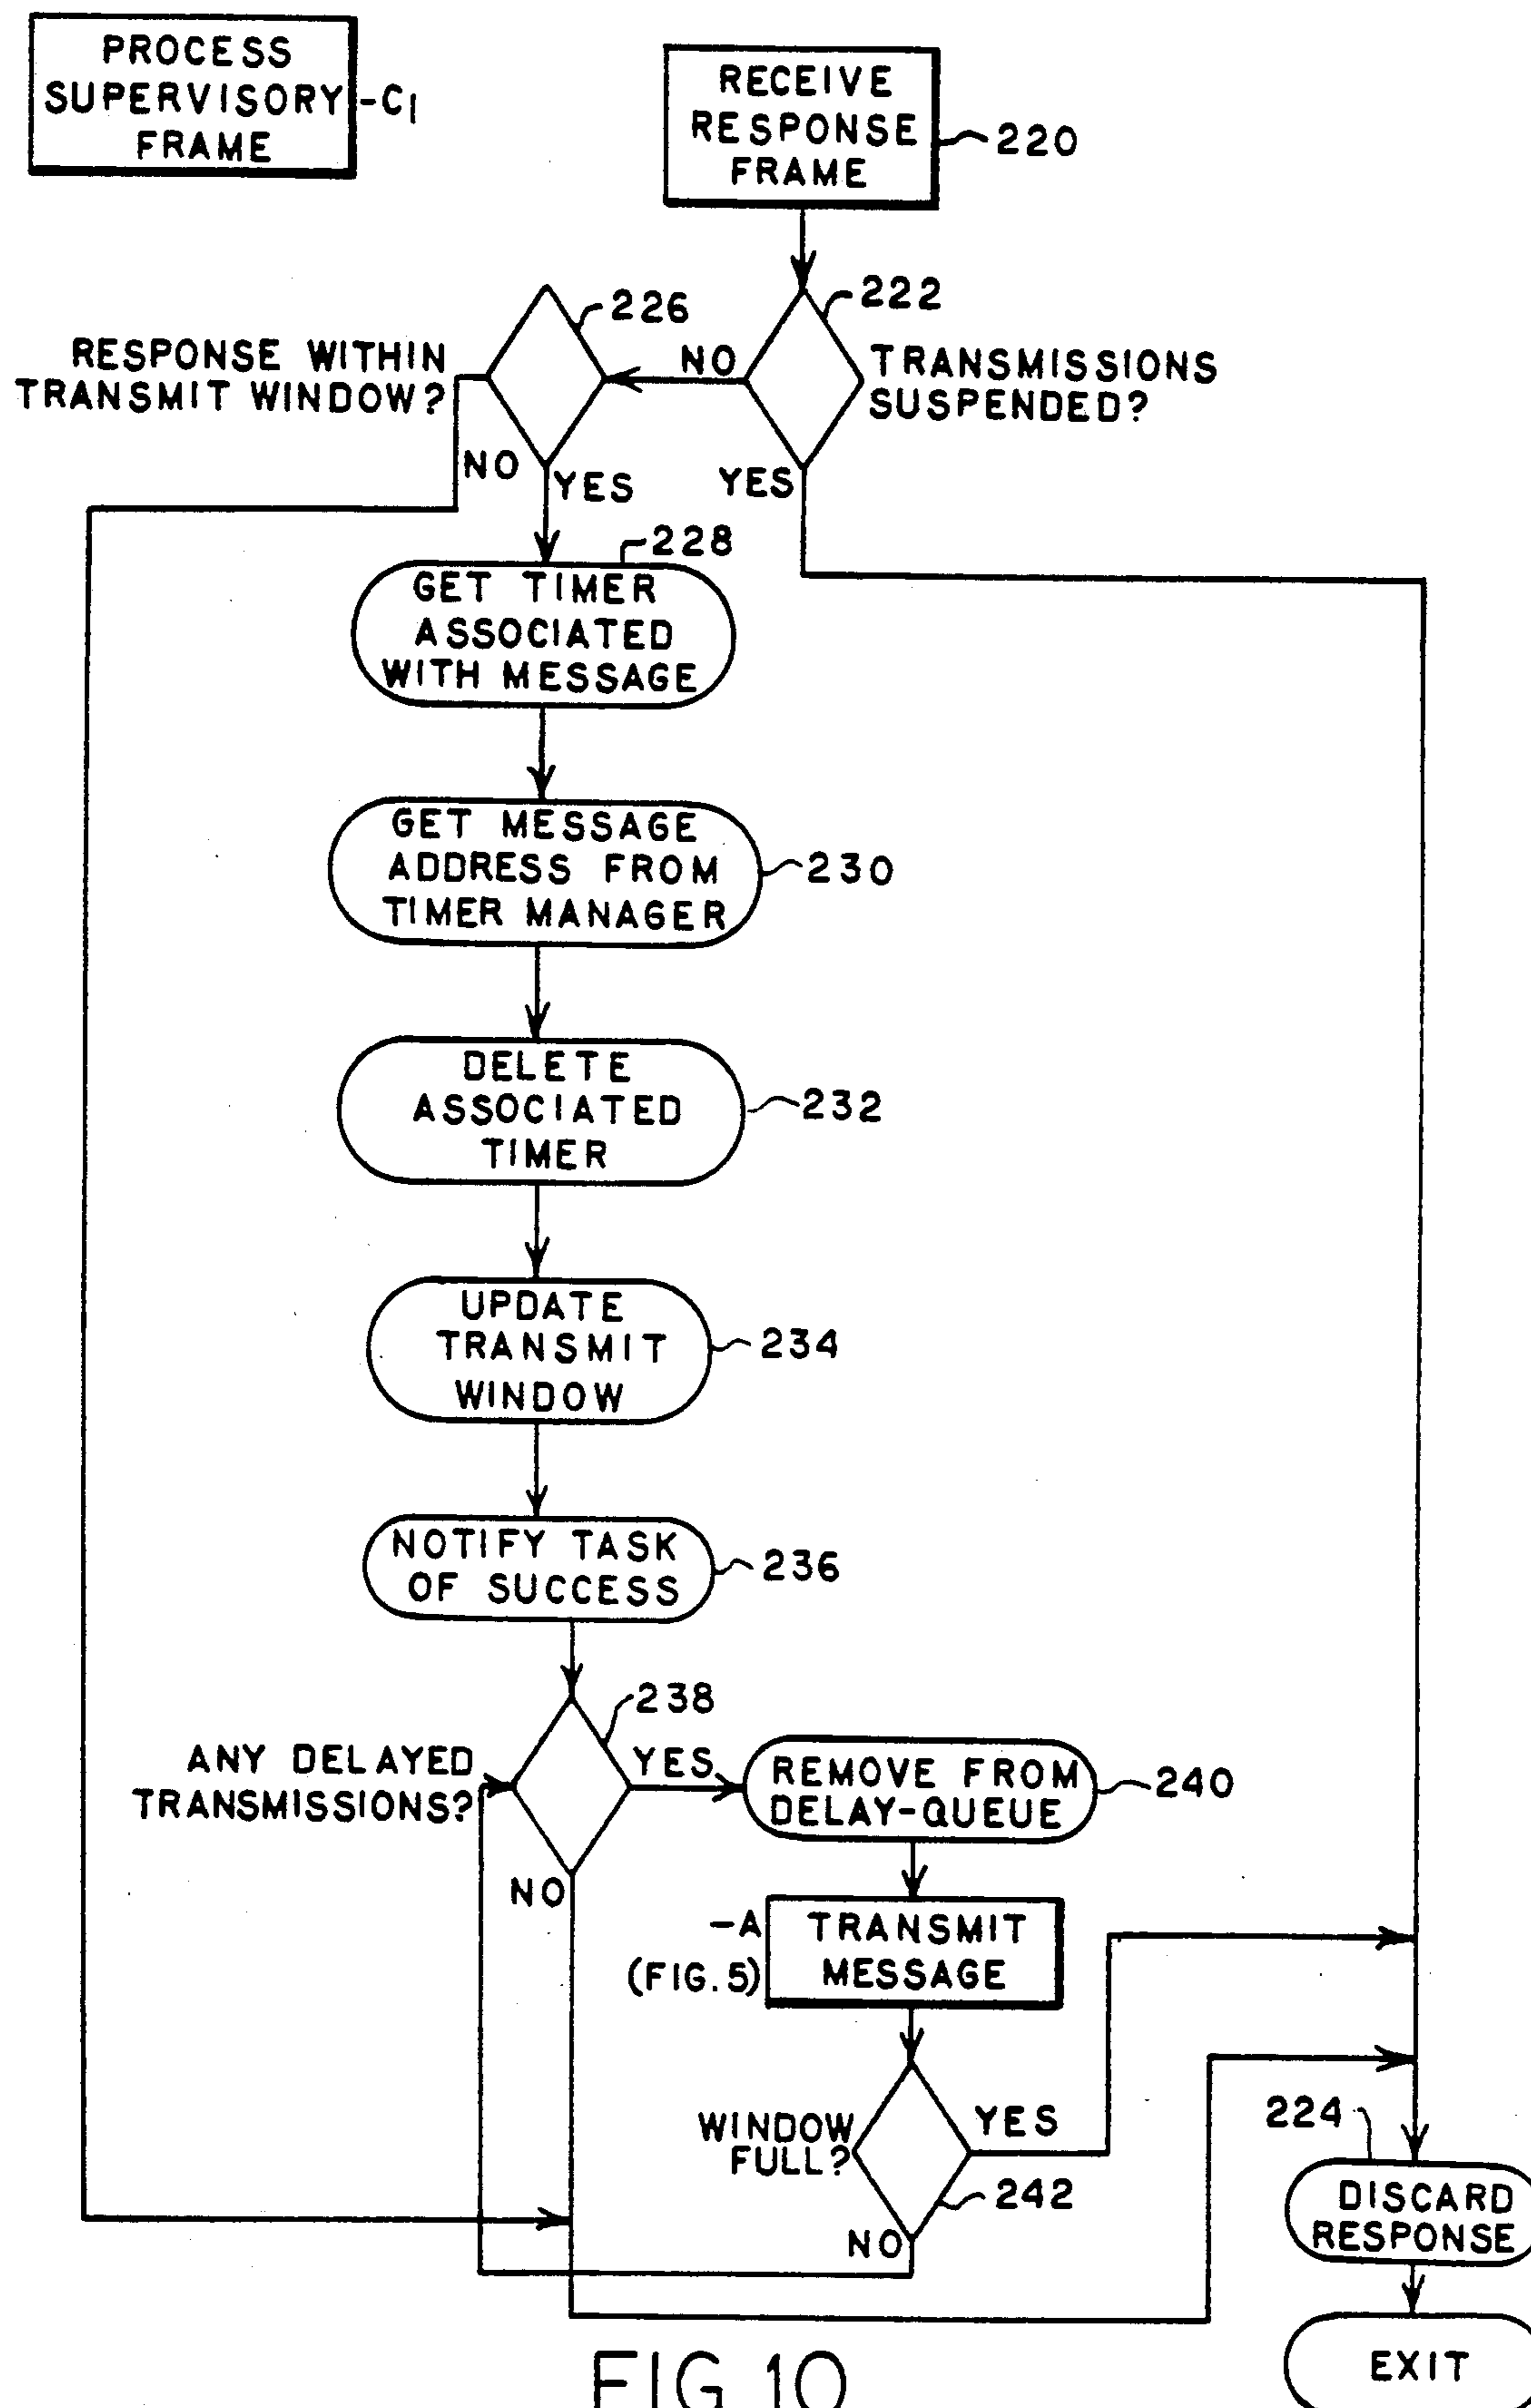 PROCESS
SUPERVISORY -C1
FRAME
RECEIVE
RESPONSE
FRAME
220
222
226
RESPONSE WITHIN
TRANSMIT WINDOW?
NO
TRANSMISSIONS
SUSPENDED?
NO
YES
YES
228
GET TIMER
ASSOCIATED
WITH MESSAGE
GET MESSAGE
ADDRESS FROM
TIMER MANAGER
230
DELETE
ASSOCIATED
TIMER
232
UPDATE
TRANSMIT
WINDOW
234
NOTIFY TASK
OF SUCCESS
236
238
ANY DELAYED
TRANSMISSIONS?
YES
REMOVE FROM
DELAY-QUEUE
240
NO
-A
(FIG. 5)
TRANSMIT
MESSAGE
WINDOW
FULL?
YES
242
NO
224
DISCARD
RESPONSE
EXIT
FIG 10